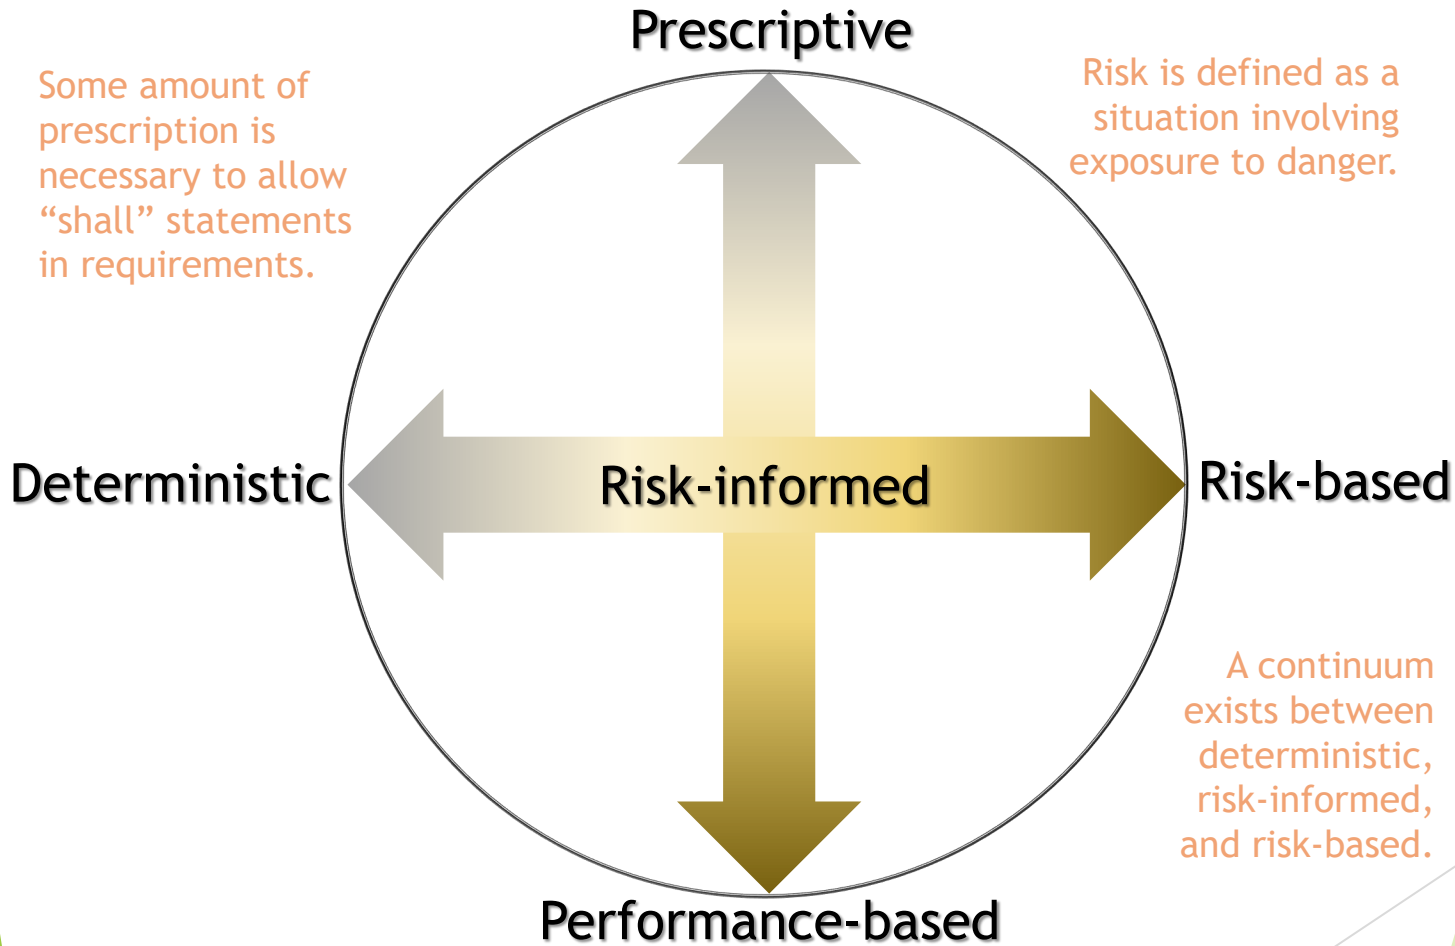 Prescriptive
Some amount of
prescription is
necessary to allow
“shall” statements
in requirements.
Risk is defined as a
situation involving
exposure to danger.
Deterministic
Risk-informed
Risk-based
A continuum
exists between
deterministic,
risk-informed,
and risk-based.
Performance-based